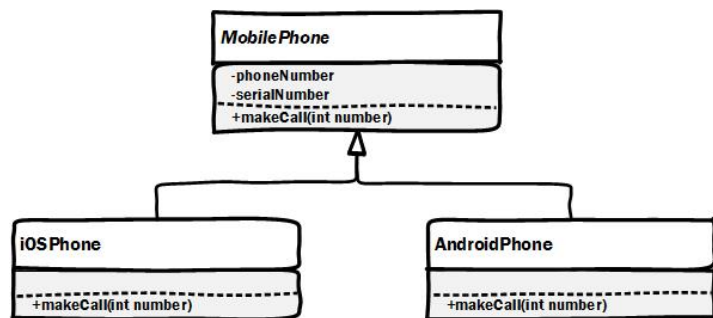 MobilePhone
-phoneNumber
-serialNumber
+makeCall(int number)
iOSPhone
+makeCall(int number)
AndroidPhone
+makeCall(int number)